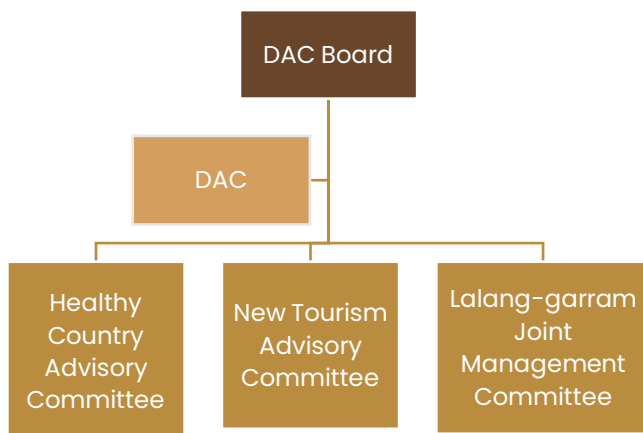 DAC Board
DAC
Healthy
Country
Advisory
Committee
New Tourism
Advisory
Committee
Lalang-garram
Joint
Management
Committee